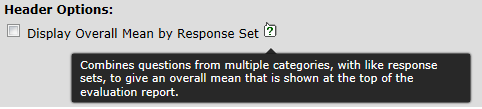 Header Options:
Display Overall Mean by Response Set ?
Combines questions from multiple categories, with like response
sets, to give an overall mean that is shown at the top of the
evaluation report.